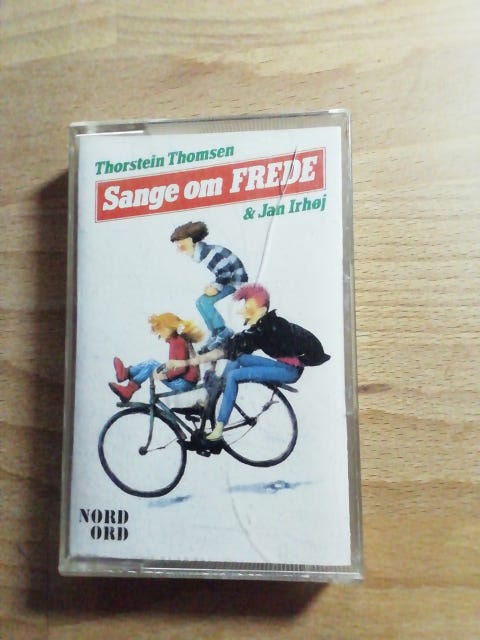 Thorstein Thomsen
Sange om FREDE
& Jan Irhøj
NORD
ORD